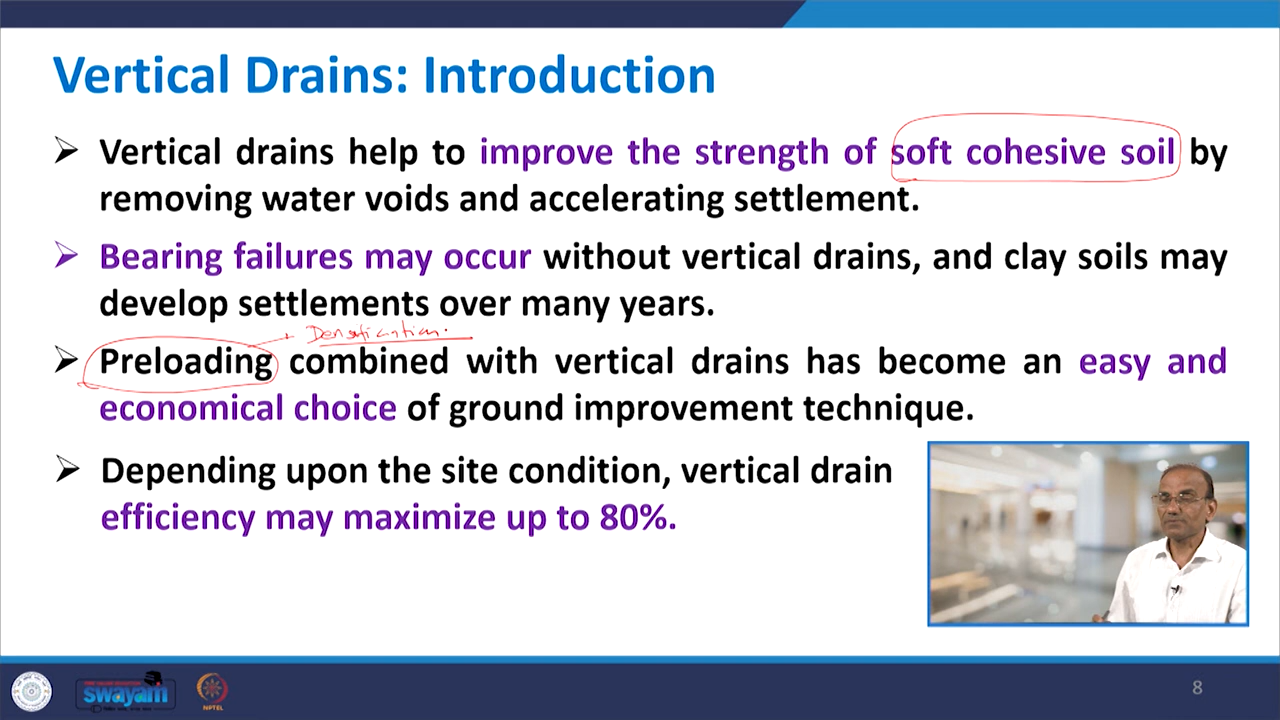 Vertical Drains: Introduction
➢ Vertical drains help to improve the strength of soft cohesive soil by
removing water voids and accelerating settlement.
➢ Bearing failures may occur without vertical drains, and clay soils may
develop settlements over many years.
Densification.
➢ Preloading combined with vertical drains has become an easy and
economical choice of ground improvement technique.
➢ Depending upon the site condition, vertical drain
efficiency may maximize up to 80%.
swayam
NPTEL
8